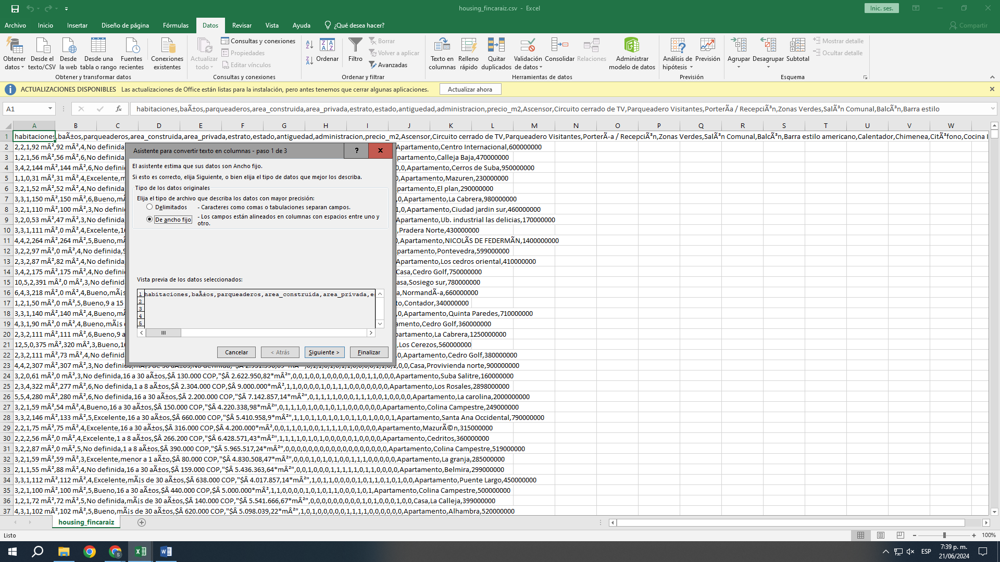 housing_fincaraiz.csv - Excel
Inic. ses.
Archivo Inicio Insertar Diseño de página Fórmulas Datos Revisar Vista Ayuda ¿Qué desea hacer? Compartir
Obtener datos
Desde el texto/CSV
Desde la web
Desde una tabla o rango
Fuentes recientes
Conexiones existentes
Obtener y transformar datos
Actualizar todo
Consultas y conexiones
Propiedades
Editar vínculos
Consultas y conexiones
Ordenar
Filtro
Borrar
Volver a aplicar
Avanzadas
Ordenar y filtrar
Texto en columnas
Relleno rápido
Quitar duplicados
Validación de datos
Consolidar
Relaciones
Administrar modelo de datos
Herramientas de datos
Análisis de hipótesis
Previsión
Previsión
Agrupar
Desagrupar
Subtotal
Mostrar detalle
Ocultar detalle
Esquema
ACTUALIZACIONES DISPONIBLES Las actualizaciones de Office están listas para la instalación, pero antes tenemos que cerrar algunas aplicaciones. Actualizar ahora
A1
fx
habitaciones,baÃ±os,parqueaderos,area_construida,area_privada,estrato,estado,antiguedad,administracion,precio_m2,Ascensor,Circuito cerrado de TV,Parqueadero Visitantes,PorterÃa / RecepciÃ³n,Zonas Verdes,SalÃ³n Comunal,BalcÃ³n,Barra estilo
A B C D E F G H I J K L M N O P Q R S T U V W
1 habitaciones,baÃ±os,parqueaderos,area_construida,area_privada,estrato,estado,antiguedad,administracion,precio_m2,Ascensor,Circuito cerrado de TV,Parqueadero Visitantes,PorterÃ-a / RecepciÃ³n,Zonas Verdes,SalÃ³n Comunal,BalcÃ³n,Barra estilo americano,Calentador,Chimenea,CitÃ³fono,Cocina I
2 2,2,1,92 mÂ²,92 mÂ²,4,No definida, Apartamento,Centro Internacional,600000000
3 1,2,1,56 mÂ²,56 mÂ²,6,No defini partamento,Calleja Baja,470000000
4 3,4,2,144 mÂ²,144 mÂ²,6,No defini 0,0,Apartamento,Cerros de Suba,950000000
5 1,1,0,31 mÂ²,31 mÂ²,4,Excelente,m 0,Apartamento,Mazuren,230000000
6 3,2,1,52 mÂ²,52 mÂ²,4,No definida, partamento,El plan,290000000
7 3,3,1,150 mÂ²,150 mÂ²,6,Bueno,mÃ ,0,Apartamento,La Cabrera,980000000
8 3,2,1,110 mÂ²,100 mÂ²,3,No defini 1,0,Apartamento,Ciudad jardin sur,460000000
9 3,2,0,53 mÂ²,47 mÂ²,3,No definida, Apartamento,Ub. industrial las delicias,170000000
10 3,3,1,111 mÂ²,0 mÂ²,4,Excelente,16 ,Pradera Norte,430000000
11 4,4,2,264 mÂ²,264 mÂ²,5,Bueno,mÃ 0,Apartamento,NICOLÃS DE FEDERMÃN,1400000000
12 3,2,2,97 mÂ²,0 mÂ²,4,No definida,9 partamento,Pontevedra,599000000
13 2,3,2,87 mÂ²,82 mÂ²,4,No definida, Apartamento,Los cedros oriental,410000000
14 3,4,2,175 mÂ²,175 mÂ²,4,No defini Casa,Cedro Golf,750000000
15 10,5,2,391 mÂ²,0 mÂ²,3,No definida asa,Sosiego sur,780000000
16 6,4,3,218 mÂ²,0 mÂ²,4,Bueno,mÃ¡s a,NormandÃ-a,660000000
17 1,2,1,50 mÂ²,0 mÂ²,5,Bueno,9 a 15 to,Contador,340000000
18 3,3,1,140 mÂ²,140 mÂ²,4,Bueno,mÃ ,0,Apartamento,Quinta Paredes,710000000
19 4,3,1,90 mÂ²,0 mÂ²,4,Bueno,mÃ¡s amento,Cedro Golf,360000000
20 2,3,2,111 mÂ²,111 mÂ²,6,Bueno,9 a partamento,La Cabrera,1250000000
21 12,5,0,375 mÂ²,320 mÂ²,3,Bueno,16 ,Los Cerezos,560000000
22 2,3,2,111 mÂ²,73 mÂ²,4,No definida ,0,Apartamento,Cedro Golf,380000000
23 4,4,2,307 mÂ²,307 mÂ²,3,No defini 0,0,Casa,Provivienda norte,900000000
24 3,2,0,61 mÂ²,0 mÂ²,3,No definida,16 a 30 aÃ±os,$Â 130.000 COP,"$Â 2.622.950,82*mÂ²",0,0,1,0,0,1,0,0,0,0,1,0,0,1,1,0,0,0,Apartamento,Suba Salitre,160000000
25 2,3,4,322 mÂ²,277 mÂ²,6,No definida,1 a 8 aÃ±os,$Â 2.304.000 COP,$Â 9.000.000*mÂ²,1,1,0,0,0,0,1,0,1,1,1,0,0,0,0,0,0,0,Apartamento,Los Rosales,2898000000
26 5,5,4,280 mÂ²,280 mÂ²,6,No definida,16 a 30 aÃ±os,$Â 2.200.000 COP,"$Â 7.142.857,14*mÂ²",0,1,1,1,1,0,0,0,1,1,1,0,0,1,0,0,0,0,Apartamento,La carolina,2000000000
27 3,2,1,59 mÂ²,54 mÂ²,4,Bueno,16 a 30 aÃ±os,$Â 150.000 COP,"$Â 4.220.338,98*mÂ²",0,1,1,1,0,1,0,1,0,1,1,0,0,0,0,0,0,0,Apartamento,Colina Campestre,249000000
28 3,3,2,146 mÂ²,133 mÂ²,5,Excelente,16 a 30 aÃ±os,$Â 660.000 COP,"$Â 5.410.958,9*mÂ²",1,1,0,1,1,0,1,0,1,0,1,1,0,1,0,0,0,1,Apartamento,Santa Ana Occidental,790000000
29 2,2,1,75 mÂ²,75 mÂ²,4,Excelente,16 a 30 aÃ±os,$Â 316.000 COP,$Â 4.200.000*mÂ²,0,0,1,1,0,1,0,0,1,1,1,1,0,1,0,0,0,0,Apartamento,MazurÃ©n,315000000
30 2,2,2,56 mÂ²,0 mÂ²,4,Excelente,1 a 8 aÃ±os,$Â 266.200 COP,"$Â 6.428.571,43*mÂ²",1,1,1,1,0,1,0,1,0,0,0,0,1,0,0,0,0,0,Apartamento,Cedritos,360000000
31 3,2,2,87 mÂ²,0 mÂ²,5,No definida,1 a 8 aÃ±os,$Â 390.000 COP,"$Â 5.965.517,24*mÂ²",0,0,0,0,0,0,0,0,0,0,0,0,0,0,0,0,0,0,Apartamento,Colina Campestre,519000000
32 3,2,1,59 mÂ²,59 mÂ²,3,Excelente,menor a 1 aÃ±o,$Â 80.000 COP,"$Â 4.830.508,47*mÂ²",0,0,0,1,0,1,0,1,0,0,1,1,1,0,0,0,0,0,Apartamento,La granja,285000000
33 2,1,1,55 mÂ²,88 mÂ²,4,No definida,16 a 30 aÃ±os,$Â 159.000 COP,"$Â 5.436.363,64*mÂ²",0,0,1,0,0,0,1,1,1,1,1,0,1,1,0,0,0,0,Apartamento,Belmira,299000000
34 3,3,1,112 mÂ²,112 mÂ²,4,Excelente,mÃ¡s de 30 aÃ±os,$Â 638.000 COP,"$Â 4.017.857,14*mÂ²",1,0,1,1,0,0,0,0,1,0,1,1,0,1,0,1,0,0,Apartamento,Puente Largo,450000000
35 3,2,1,100 mÂ²,100 mÂ²,5,Bueno,16 a 30 aÃ±os,$Â 440.000 COP,$Â 5.000.000*mÂ²,1,1,0,0,0,0,1,0,1,0,1,1,0,0,0,1,0,1,Apartamento,Colina Campestre,500000000
36 1,2,1,72 mÂ²,72 mÂ²,5,No definida,mÃ¡s de 30 aÃ±os,$Â 140.000 COP,"$Â 5.541.666,67*mÂ²",0,0,0,0,0,0,0,0,1,0,1,0,0,0,1,0,0,Casa,La Calleja,399000000
37 4,3,1,102 mÂ²,102 mÂ²,5,Bueno,mÃ¡s de 30 aÃ±os,$Â 620.000 COP,"$Â 5.098.039,22*mÂ²",1,0,1,0,0,0,0,0,1,1,1,1,0,0,0,0,0,0,Apartamento,Alhambra,520000000
Asistente para convertir texto en columnas - paso 1 de 3 ? X
El asistente estima que sus datos son Ancho fijo.
Si esto es correcto, elija Siguiente, o bien elija el tipo de datos que mejor los describa.
Tipo de los datos originales
Elija el tipo de archivo que describa los datos con mayor precisión:
Delimitados - Caracteres como comas o tabulaciones separan campos.
De ancho fijo - Los campos están alineados en columnas con espacios entre uno y
otro.
Vista previa de los datos seleccionados:
1 habitaciones,baÃ±os,parqueaderos,area_construida,area_privada,es
2
3
4
5
Cancelar < Atrás Siguiente > Finalizar
housing_fincaraiz
Listo
100%
ESP
7:39 p. m.
21/06/2024